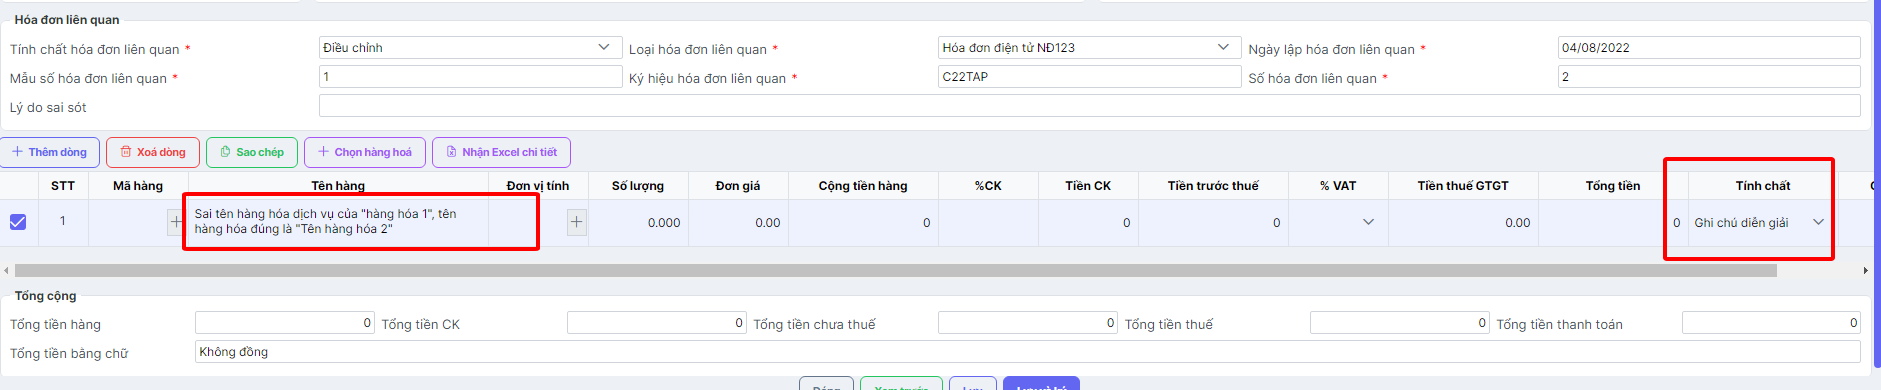 Hóa đơn liên quan
Tính chất hóa đơn liên quan * Điều chỉnh Loại hóa đơn liên quan * Hóa đơn điện tử NĐ123 Ngày lập hóa đơn liên quan * 04/08/2022
Mẫu số hóa đơn liên quan * 1 Ký hiệu hóa đơn liên quan * C22TAP Số hóa đơn liên quan * 2
Lý do sai sót
+ Thêm dòng Xoá dòng Sao chép + Chọn hàng hoá Nhận Excel chi tiết
STT Mã hàng Tên hàng Đơn vị tính Số lượng Đơn giá Cộng tiền hàng %CK Tiền CK Tiền trước thuế % VAT Tiền thuế GTGT Tổng tiền Tính chất
1 + Sai tên hàng hóa dịch vụ của "hàng hóa 1", tên
hàng hóa đúng là "Tên hàng hóa 2" + 0.000 0.00 0 0 0 0.00 0 Ghi chú diễn giải
Tổng cộng
Tổng tiền hàng 0 Tổng tiền CK 0 Tổng tiền chưa thuế 0 Tổng tiền thuế 0 Tổng tiền thanh toán 0
Tổng tiền bằng chữ Không đồng